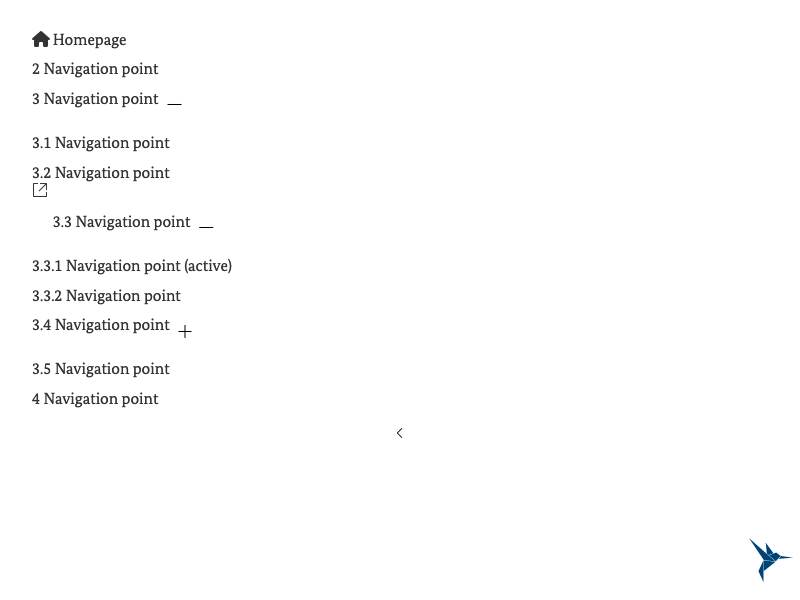 Homepage
2 Navigation point
3 Navigation point
3.1 Navigation point
3.2 Navigation point
3.3 Navigation point
3.3.1 Navigation point (active)
3.3.2 Navigation point
3.4 Navigation point
3.5 Navigation point
4 Navigation point